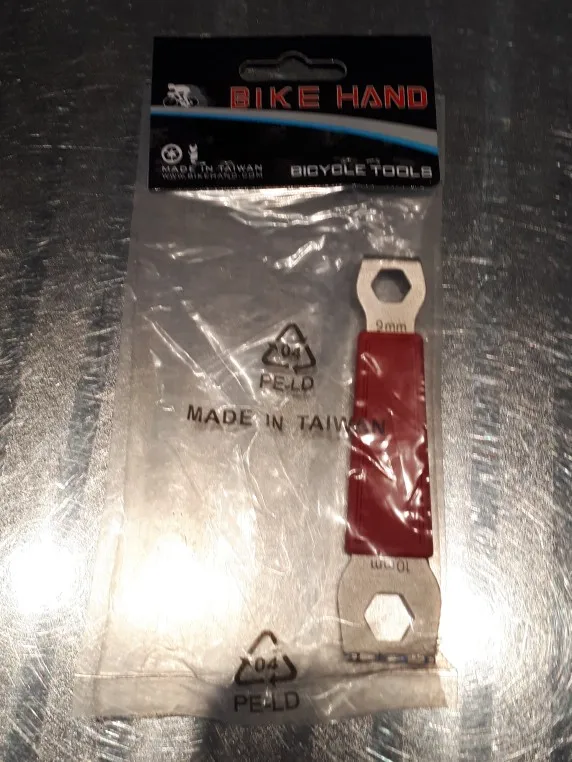 BIKE HAND
MADE IN TAIWAN
WWW.BIKEHAND.COM
BICYCLE TOOLS
9mm
04
PE-LD
MADE IN TAIWAN
10mm
04
PE-LD